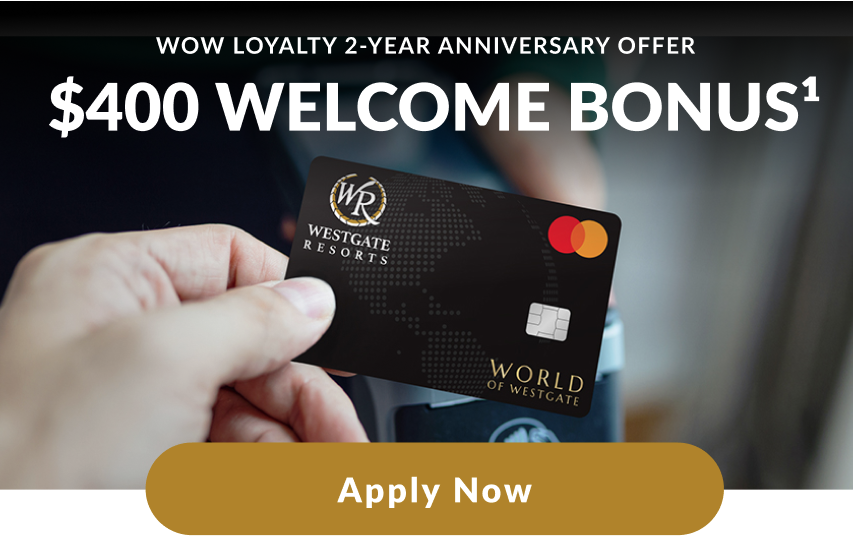 WOW LOYALTY 2-YEAR ANNIVERSARY OFFER
$400 WELCOME BONUS¹
WR
WESTGATE
RESORTS
WORLD
OF WESTGATE
Apply Now